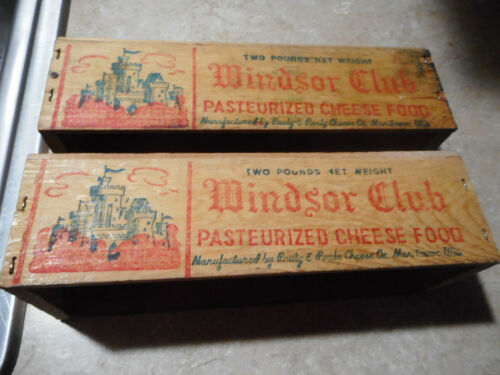 TWO POUNDS NET WEIGHT
Windsor Club
PASTEURIZED CHEESE FOOD
Manufactured by Pauly & Pauly Cheese Co. Manitowoc, Wis.
TWO POUNDS NET WEIGHT
Windsor Club
PASTEURIZED CHEESE FOOD
Manufactured by Pauly & Pauly Cheese Co. Manitowoc, Wis.